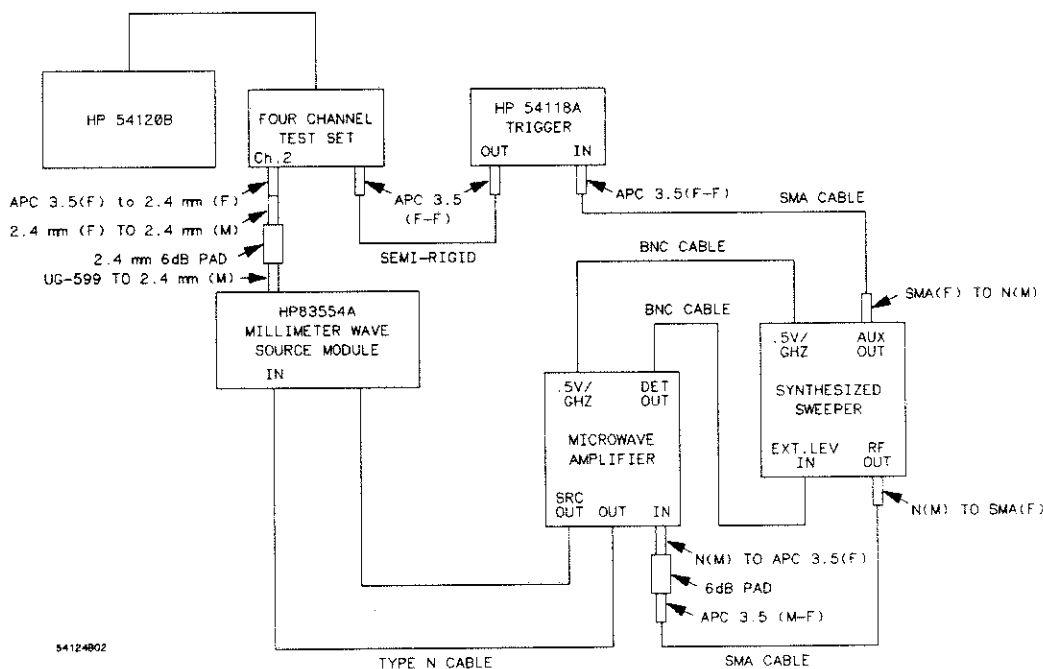 HP 54120B
FOUR CHANNEL
TEST SET
Ch.2
HP 54118A
TRIGGER
OUT
IN
APC 3.5(F) to 2.4 mm (F)
2.4 mm (F) TO 2.4 mm (M)
2.4 mm 6dB PAD
UG-599 TO 2.4 mm (M)
APC 3.5
(F-F)
SEMI-RIGID
APC 3.5(F-F)
SMA CABLE
BNC CABLE
BNC CABLE
SMA(F) TO N(M)
HP83554A
MILLIMETER WAVE
SOURCE MODULE
IN
.5V/
GHZ
DET
OUT
MICROWAVE
AMPLIFIER
SRC
OUT
OUT
IN
.5V/
GHZ
AUX
OUT
SYNTHESIZED
SWEEPER
EXT.LEV
IN
RF
OUT
N(M) TO SMA(F)
N(M) TO APC 3.5(F)
6dB PAD
APC 3.5 (M-F)
54124B02
TYPE N CABLE
SMA CABLE